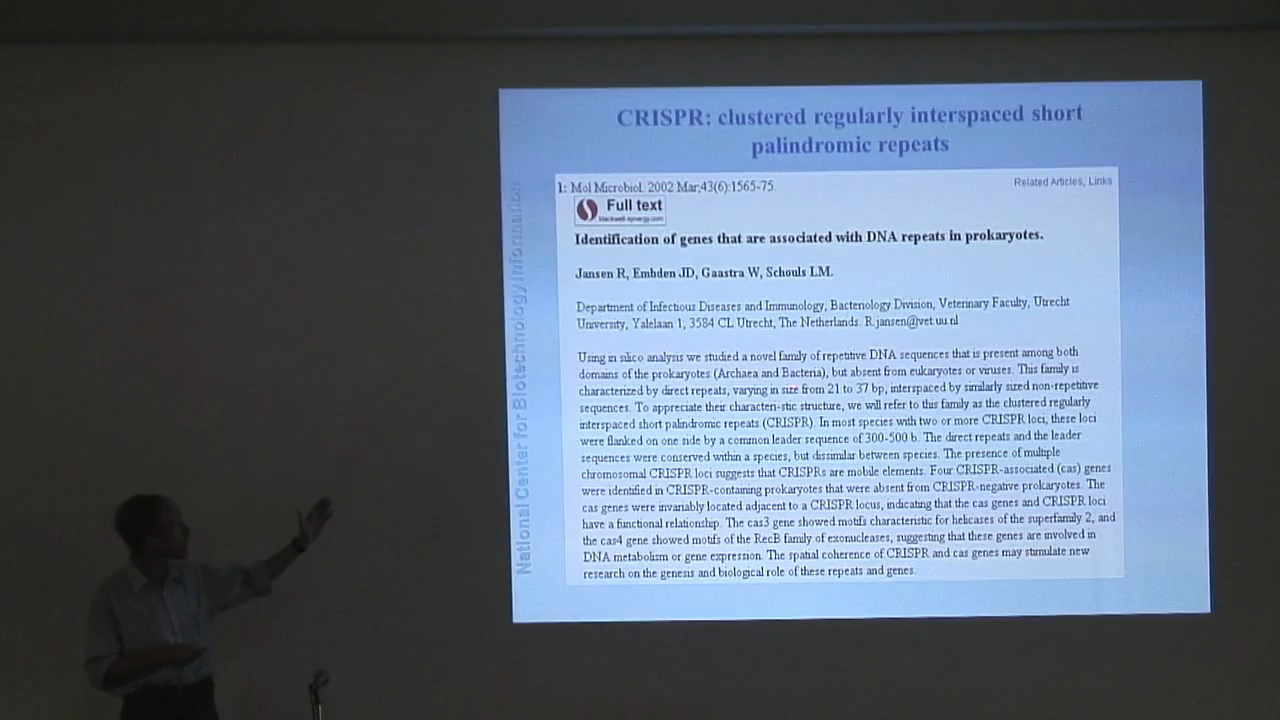 CRISPR: clustered regularly interspaced short
palindromic repeats
1: Mol Microbiol. 2002 Mar;43(6):1565-75.
Related Articles, Links
Full text
blackwell-synergy.com
Identification of genes that are associated with DNA repeats in prokaryotes.
Jansen R, Embden JD, Gaastra W, Schouls LM.
Department of Infectious Diseases and Immunology, Bacteriology Division, Veterinary Faculty, Utrecht
University, Yalelaan 1, 3584 CL Utrecht, The Netherlands. R.jansen@vet.uu.nl
Using in silico analysis we studied a novel family of repetitive DNA sequences that is present among both
domains of the prokaryotes (Archaea and Bacteria), but absent from eukaryotes or viruses. This family is
characterized by direct repeats, varying in size from 21 to 37 bp, interspaced by similarly sized non-repetitive
sequences. To appreciate their characteri-stic structure, we will refer to this family as the clustered regularly
interspaced short palindromic repeats (CRISPR). In most species with two or more CRISPR loci, these loci
were flanked on one side by a common leader sequence of 300-500 b. The direct repeats and the leader
sequences were conserved within a species, but dissimilar between species. The presence of multiple
chromosomal CRISPR loci suggests that CRISPRs are mobile elements. Four CRISPR-associated (cas) genes
were identified in CRISPR-containing prokaryotes that were absent from CRISPR-negative prokaryotes. The
cas genes were invariably located adjacent to a CRISPR locus, indicating that the cas genes and CRISPR loci
have a functional relationship. The cas3 gene showed motifs characteristic for helicases of the superfamily 2, and
the cas4 gene showed motifs of the RecB family of exonucleases, suggesting that these genes are involved in
DNA metabolism or gene expression. The spatial coherence of CRISPR and cas genes may stimulate new
research on the genesis and biological role of these repeats and genes.
National Center for Biotechnology Information